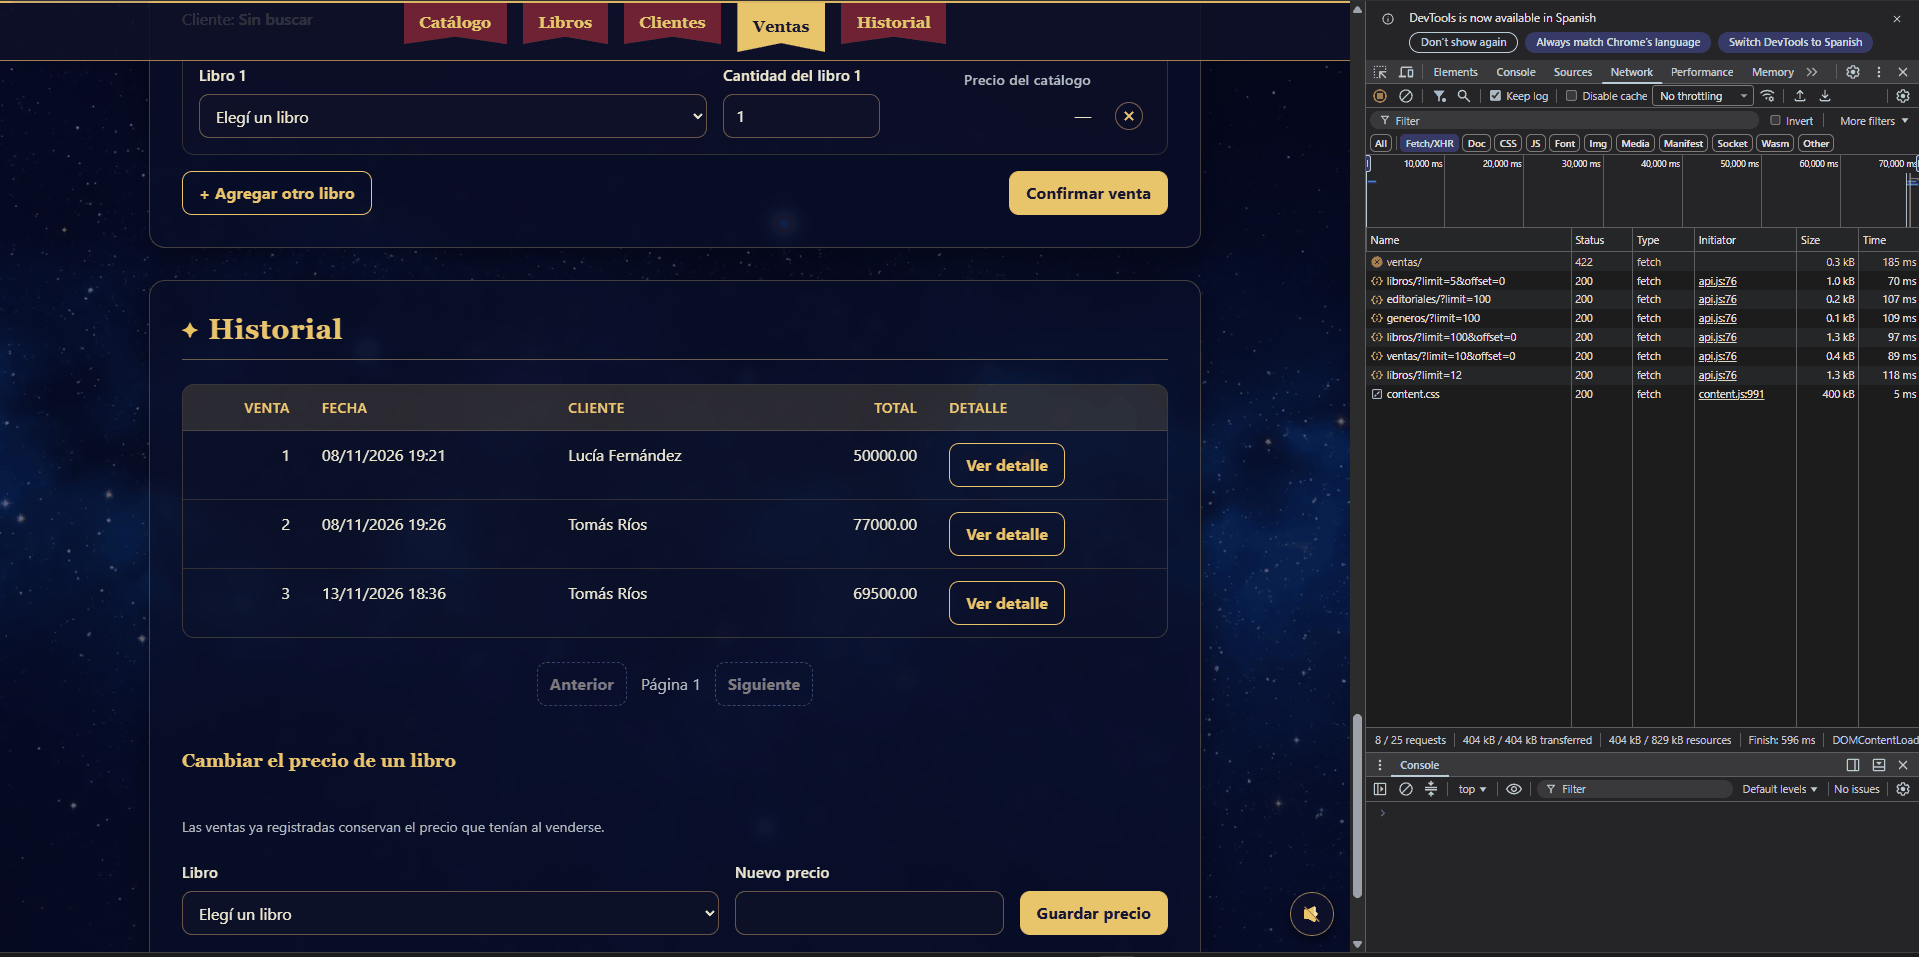 Cliente: Sin buscar
Catálogo
Libros
Clientes
Ventas
Historial
Libro 1
Cantidad del libro 1
Precio del catálogo
Elegí un libro
1
—
+ Agregar otro libro
Confirmar venta
✦ Historial
VENTA FECHA CLIENTE TOTAL DETALLE
1 08/11/2026 19:21 Lucía Fernández 50000.00 Ver detalle
2 08/11/2026 19:26 Tomás Ríos 77000.00 Ver detalle
3 13/11/2026 18:36 Tomás Ríos 69500.00 Ver detalle
Anterior Página 1 Siguiente
Cambiar el precio de un libro
Las ventas ya registradas conservan el precio que tenían al venderse.
Libro
Nuevo precio
Elegí un libro
Guardar precio
DevTools is now available in Spanish
Don't show again Always match Chrome's language Switch DevTools to Spanish
Elements Console Sources Network Performance Memory
Keep log Disable cache No throttling
Filter Invert More filters
All Fetch/XHR Doc CSS JS Font Img Media Manifest Socket Wasm Other
10,000 ms 20,000 ms 30,000 ms 40,000 ms 50,000 ms 60,000 ms 70,000 ms
Name Status Type Initiator Size Time
ventas/ 422 fetch 0.3 kB 185 ms
libros/?limit=5&offset=0 200 fetch api.js:76 1.0 kB 70 ms
editoriales/?limit=100 200 fetch api.js:76 0.2 kB 107 ms
generos/?limit=100 200 fetch api.js:76 0.1 kB 109 ms
libros/?limit=100&offset=0 200 fetch api.js:76 1.3 kB 97 ms
ventas/?limit=10&offset=0 200 fetch api.js:76 0.4 kB 89 ms
libros/?limit=12 200 fetch api.js:76 1.3 kB 118 ms
content.css 200 fetch content.js:991 400 kB 5 ms
8 / 25 requests 404 kB / 404 kB transferred 404 kB / 829 kB resources Finish: 596 ms DOMContentLoad
Console
top Filter Default levels No issues